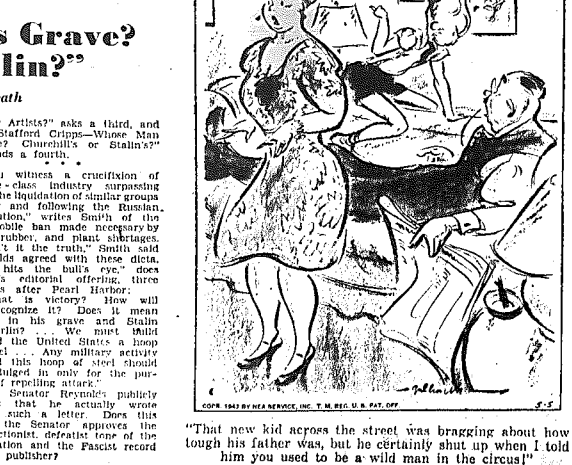 s Grave?
lin?"
ath
Artists?" asks a third, and
Stafford Cripps—Whose Man
e? Churchill's or Stalin's?"
nds a fourth.
* * *
u witness a crucifixion of
e-class industry surpassing
he liquidation of similar groups
and following the Russian
ution," writes Smith of the
obile ban made necessary by
rubber, and plant shortages.
't it the truth," Smith said
lds agreed with these dicta.
hits the bull's eye," does
s editorial offering, three
s after Pearl Harbor:
hat is victory? How will
cognize it? Does it mean
in his grave and Stalin
rlin? . . . We must build
d the United States a hoop
el . . . Any military activity
d this hoop of steel should
dulged in only for the pur-
f repelling attack."
Senator Reynolds publicly
that he actually wrote
such a letter. Does this
the Senator approves the
ctionist, defeatist tone of the
ation and the Fascist record
publisher?
COPR. 1942 BY NEA SERVICE, INC. T. M. REG. U. S. PAT. OFF.
5-5
"That new kid across the street was bragging about how
tough his father was, but he certainly shut up when I told
him you used to be a wild man in the circus!"